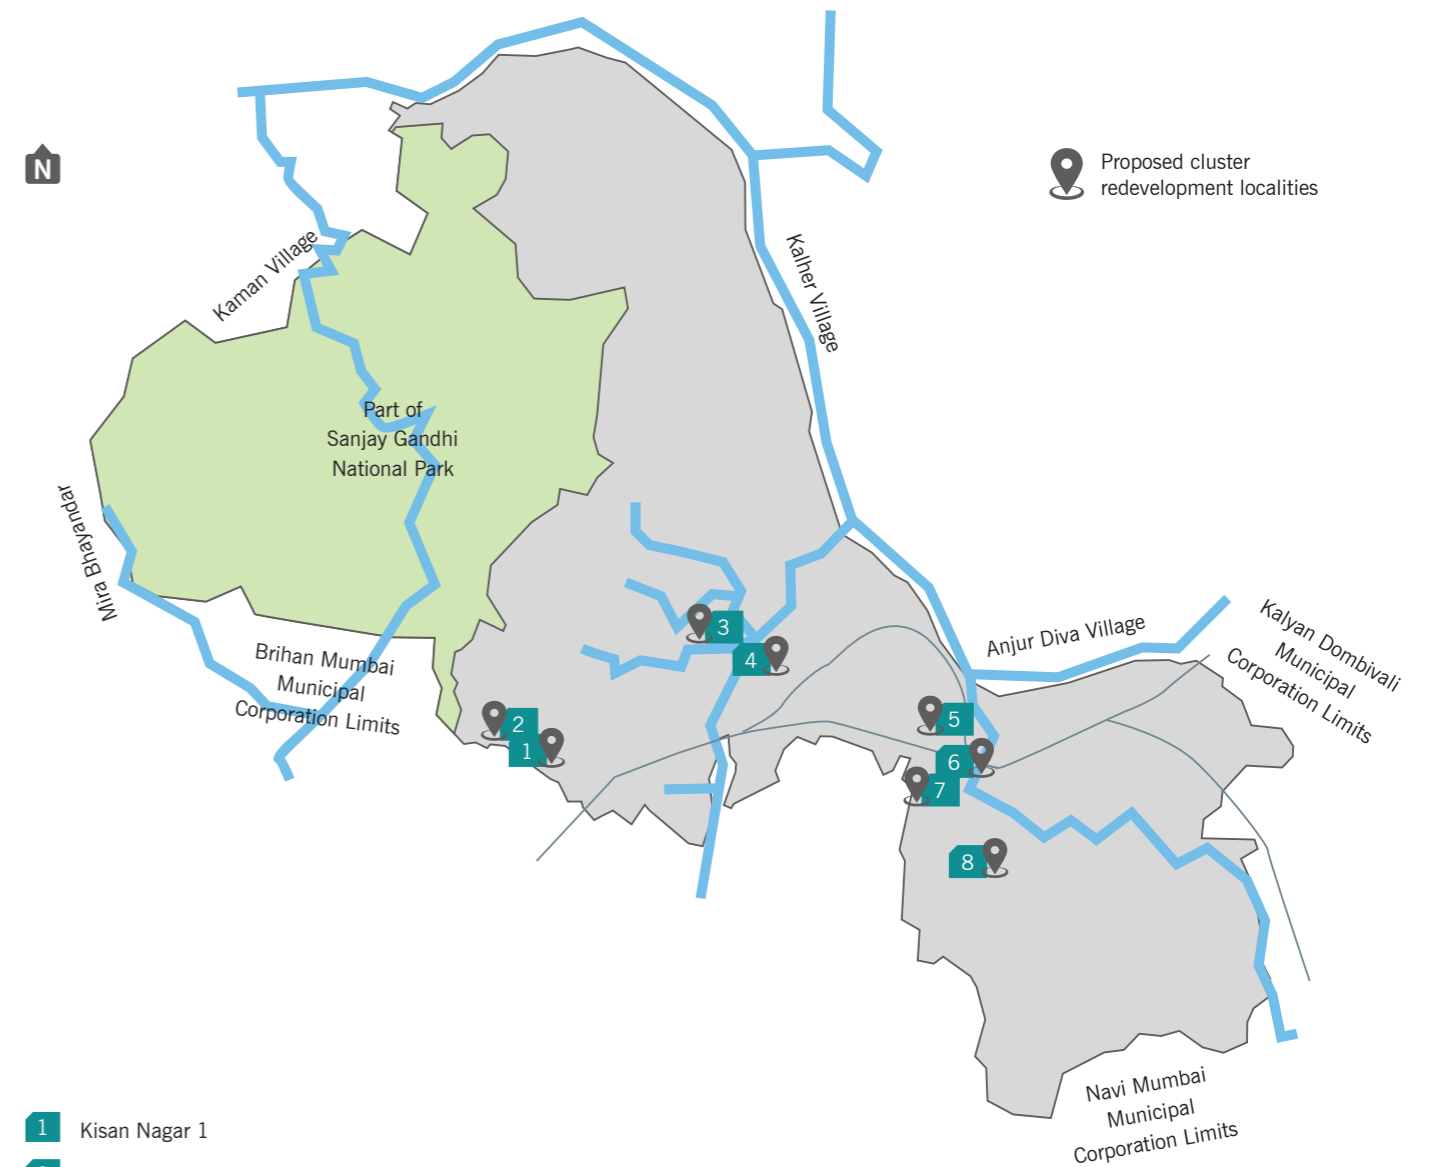 N
Proposed cluster
redevelopment localities
Kaman Village
Kalher Village
Part of
Sanjay Gandhi
National Park
Mira Bhayandar
Brihan Mumbai
Municipal
Corporation Limits
Anjur Diva Village
Kalyan Dombivali
Municipal
Corporation Limits
3
4
2
1
5
6
7
8
Navi Mumbai
Municipal
Corporation Limits
1 Kisan Nagar 1